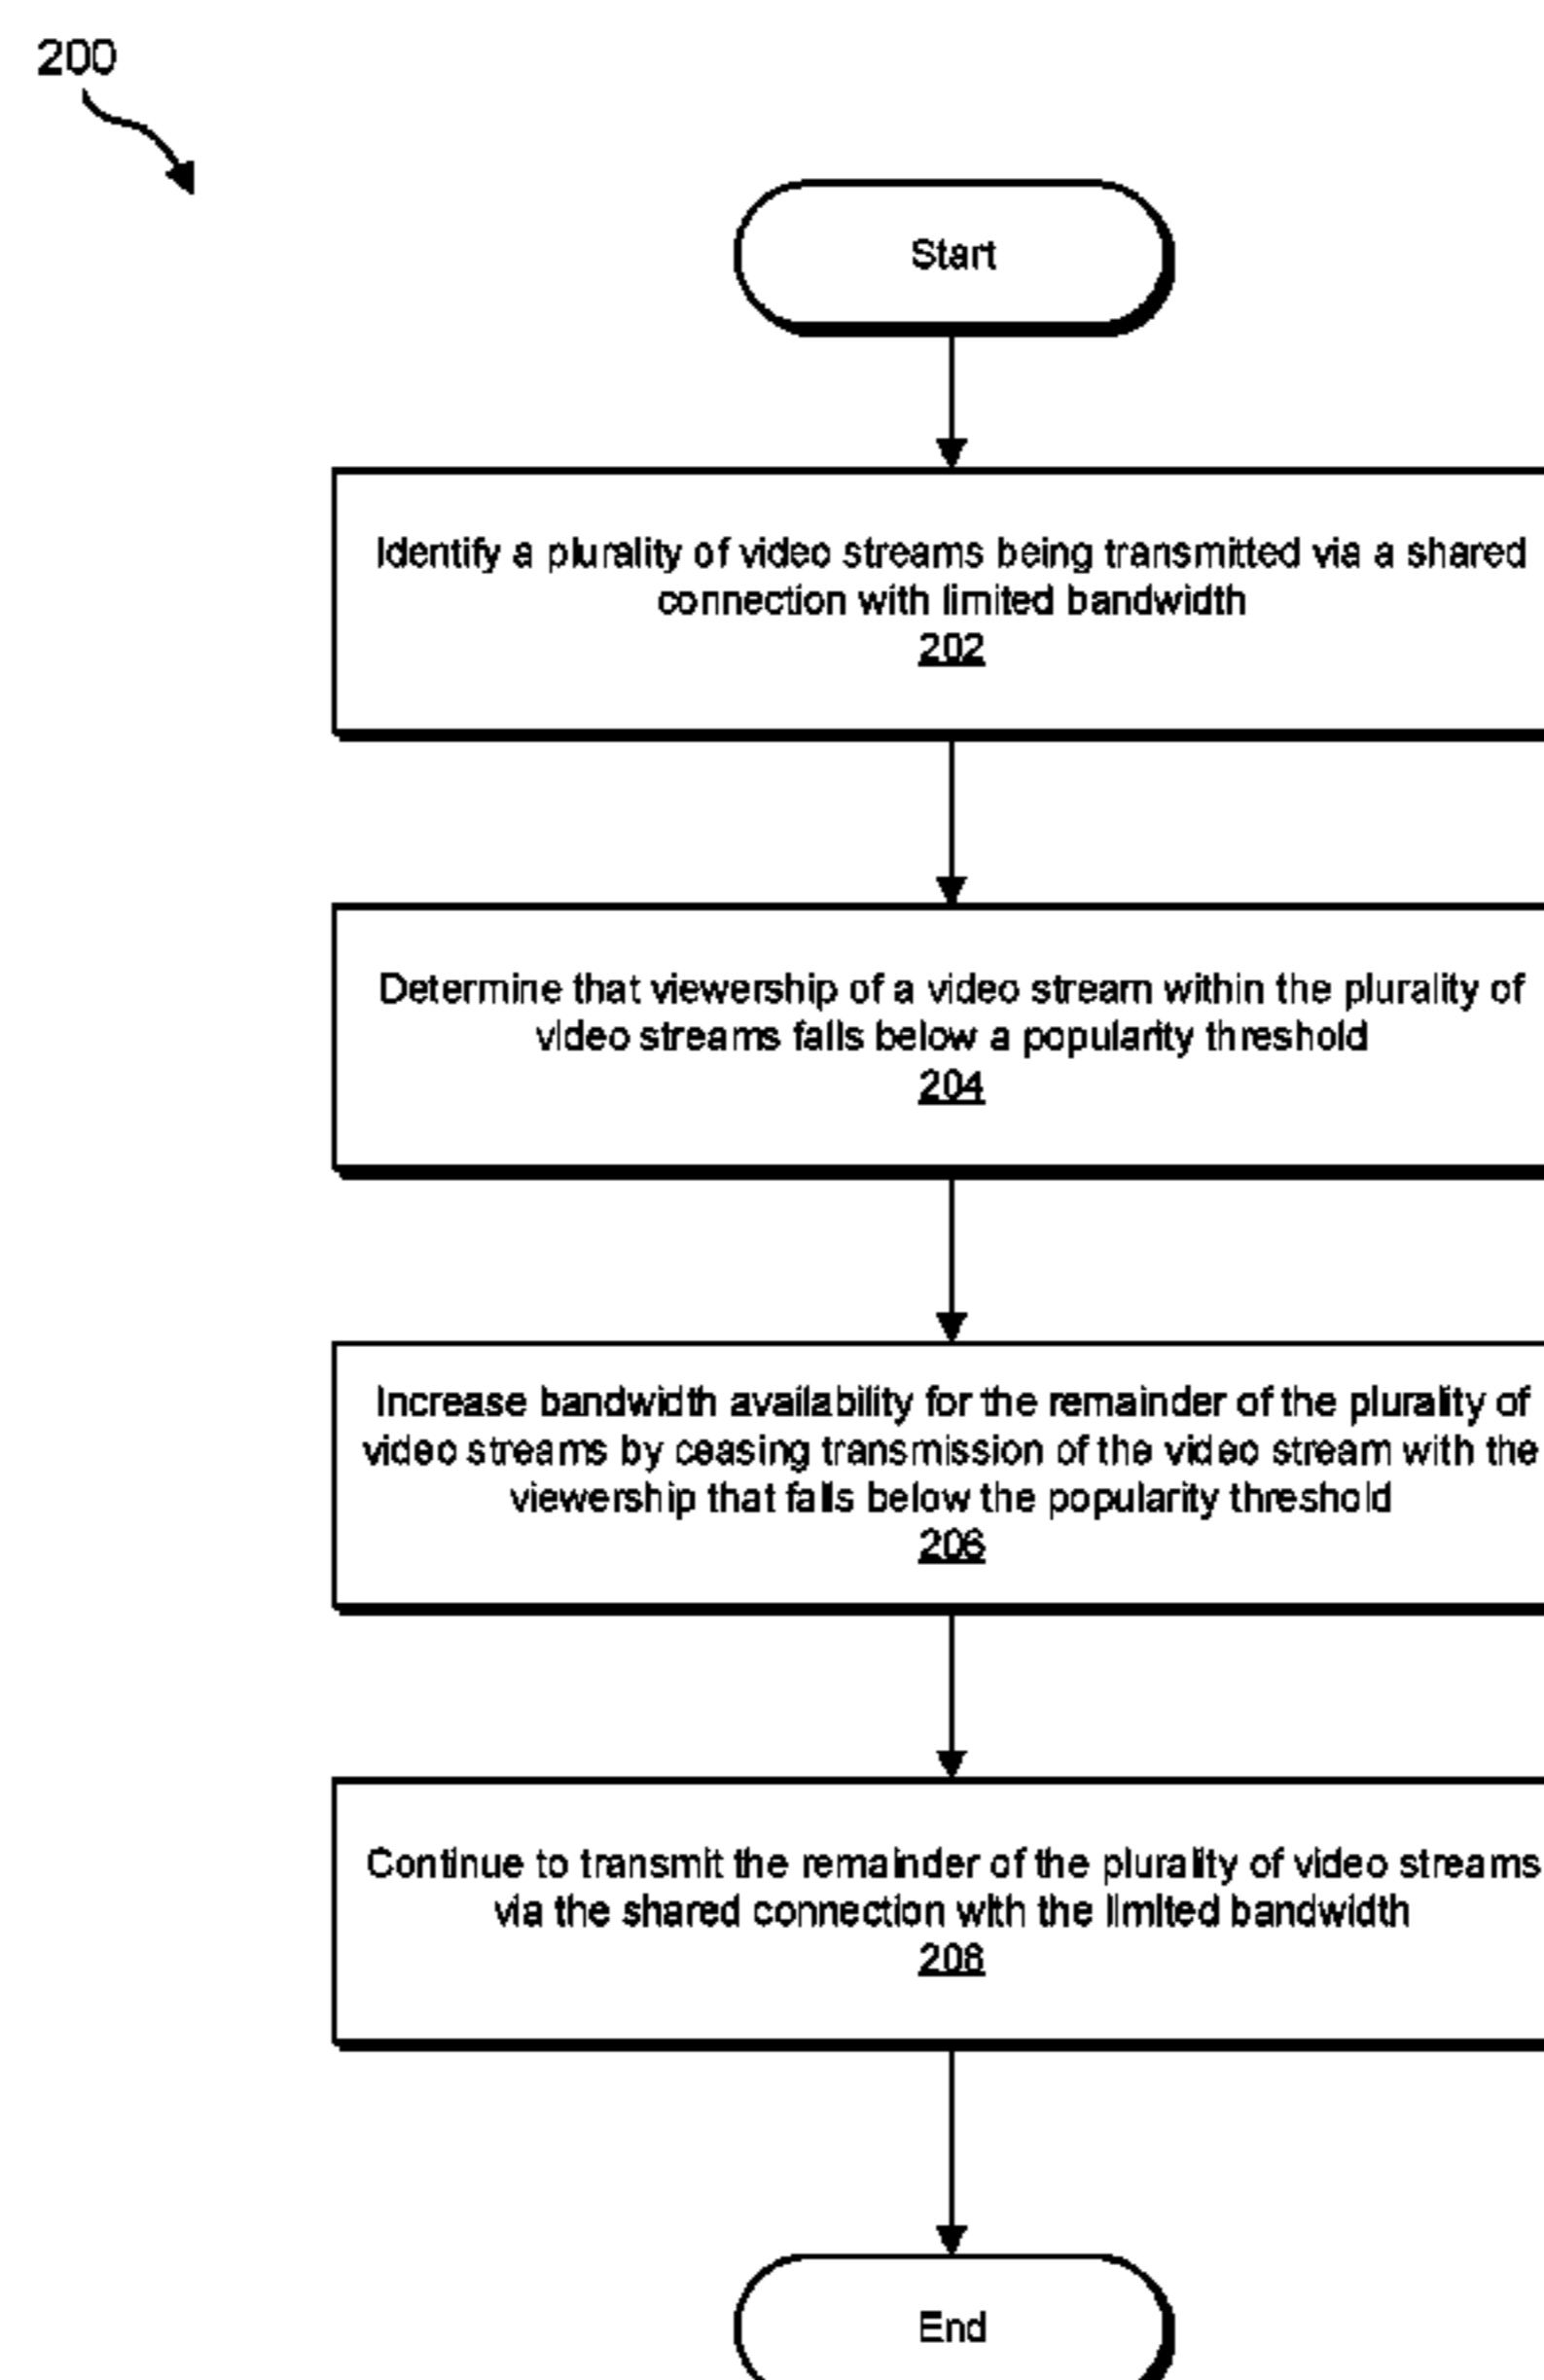 200
Start
Identify a plurality of video streams being transmitted via a shared
connection with limited bandwidth
202
Determine that viewership of a video stream within the plurality of
video streams falls below a popularity threshold
204
Increase bandwidth availability for the remainder of the plurality of
video streams by ceasing transmission of the video stream with the
viewership that falls below the popularity threshold
206
Continue to transmit the remainder of the plurality of video streams
via the shared connection with the limited bandwidth
208
End